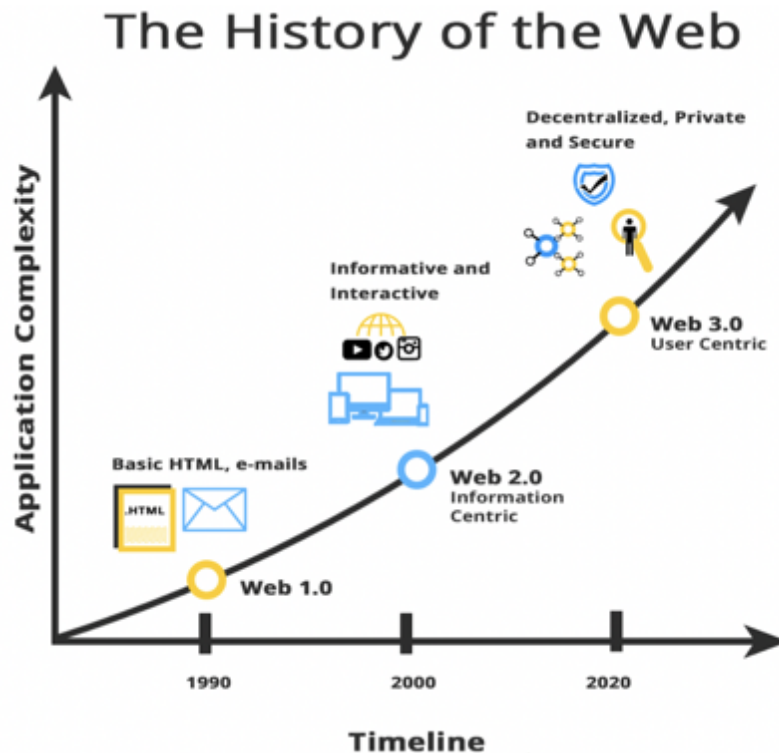 The History of the Web
Application Complexity
Decentralized, Private
and Secure
Informative and
Interactive
Web 3.0
User Centric
Basic HTML, e-mails
.HTML
Web 2.0
Information
Centric
Web 1.0
1990
2000
2020
Timeline